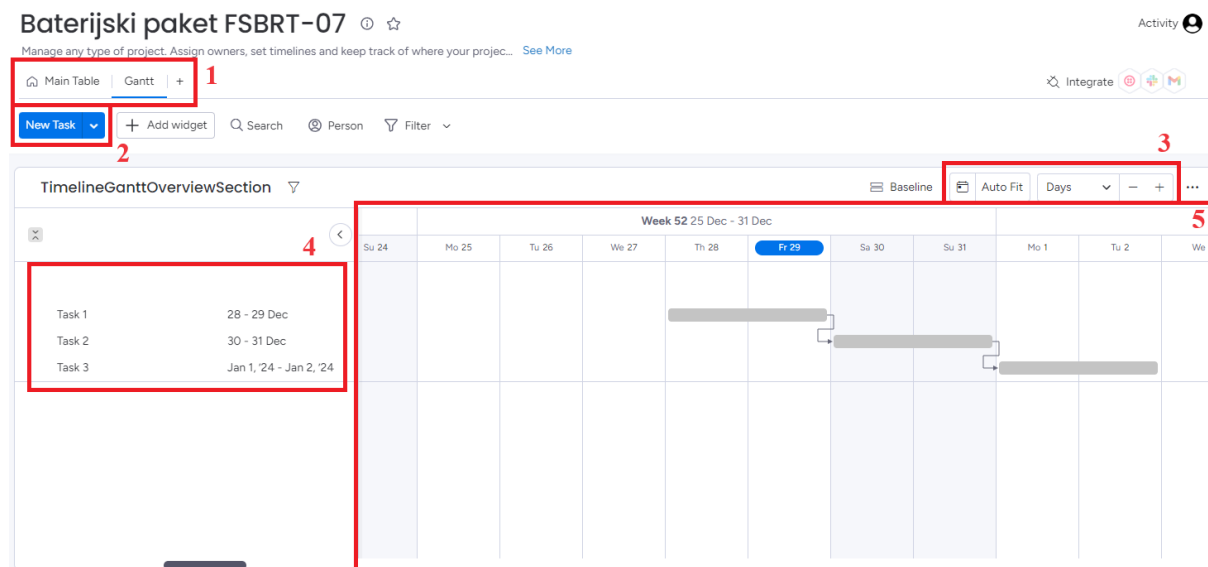 Baterijski paket FSBRT-07
Activity
Manage any type of project. Assign owners, set timelines and keep track of where your projec... See More
Main Table Gantt + 1
Integrate
New Task + Add widget Search Person Filter
2
3
TimelineGanttOverviewSection
Baseline Auto Fit Days − + ...
Week 52 25 Dec - 31 Dec
5
4
Su 24 Mo 25 Tu 26 We 27 Th 28 Fr 29 Sa 30 Su 31 Mo 1 Tu 2 We
Task 1 28 - 29 Dec
Task 2 30 - 31 Dec
Task 3 Jan 1, '24 - Jan 2, '24